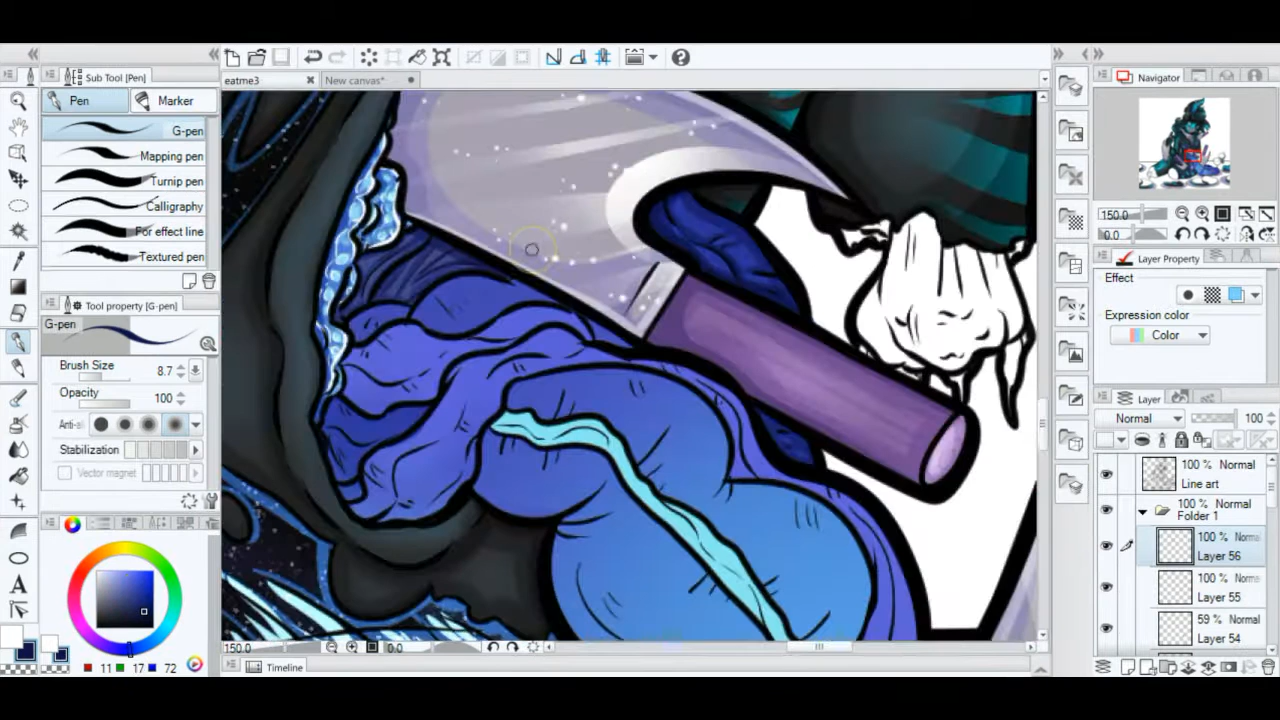 Sub Tool [Pen]
eatme3
New canvas*
Navigator
Pen
Marker
G-pen
Mapping pen
Turnip pen
Calligraphy
For effect line
Textured pen
150.0
0.0
Layer Property
Effect
Expression color
Color
Tool property [G-pen]
G-pen
Brush Size
8.7
Opacity
100
Anti-a
Stabilization
Vector magnet
Layer
Normal
100
100 % Normal
Line art
100 % Normal
Folder 1
100 % Norma
Layer 56
100 % Norma
Layer 55
59 % Norma
Layer 54
150.0
0.0
Timeline
11
17
72
A